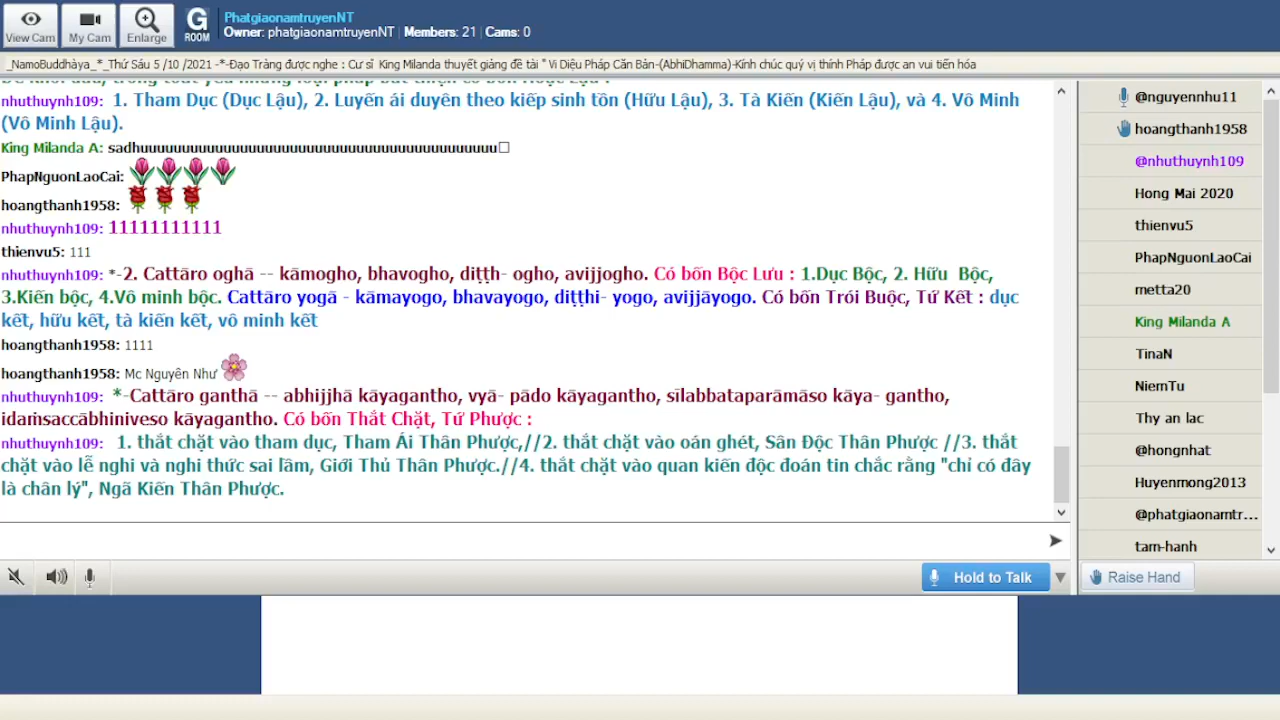 View Cam
My Cam
Enlarge
G
ROOM
PhatgiaonamtruyenNT
Owner: phatgiaonamtruyenNT | Members: 21 | Cams: 0
_NamoBuddhàya_*_Thứ Sáu 5 /10 /2021 -*-Đạo Tràng được nghe : Cư sĩ King Milanda thuyết giảng đề tài " Vi Diệu Pháp Căn Bản-(AbhiDhamma)-Kính chúc quý vị thính Pháp được an vui tiến hóa
nhuthuynh109: 1. Tham Dục (Dục Lậu), 2. Luyến ái duyên theo kiếp sinh tồn (Hữu Lậu), 3. Tà Kiến (Kiến Lậu), và 4. Vô Minh
(Vô Minh Lậu).
King Milanda A: sadhuuuuuuuuuuuuuuuuuuuuuuuuuuuuuuuuuuuuuuuuuu□
PhapNguonLaoCai:
hoangthanh1958:
nhuthuynh109: 11111111111
thienvu5: 111
nhuthuynh109: *-2. Cattāro oghā -- kāmogho, bhavogho, diṭṭh- ogho, avijjogho. Có bốn Bộc Lưu : 1.Dục Bộc, 2. Hữu Bộc,
3.Kiến bộc, 4.Vô minh bộc. Cattāro yogā - kāmayogo, bhavayogo, diṭṭhi- yogo, avijjāyogo. Có bốn Trói Buộc, Tứ Kết : dục
kết, hữu kết, tà kiến kết, vô minh kết
hoangthanh1958: 1111
hoangthanh1958: Mc Nguyên Như
nhuthuynh109: *-Cattāro ganthā -- abhijjhā kāyagantho, vyā- pādo kāyagantho, sīlabbataparāmāso kāya- gantho,
idaṁsaccābhiniveso kāyagantho. Có bốn Thắt Chặt, Tứ Phược :
nhuthuynh109: 1. thắt chặt vào tham dục, Tham Ái Thân Phược,//2. thắt chặt vào oán ghét, Sân Độc Thân Phược //3. thắt
chặt vào lễ nghi và nghi thức sai lầm, Giới Thủ Thân Phược.//4. thắt chặt vào quan kiến độc đoán tin chắc rằng "chỉ có đây
là chân lý", Ngã Kiến Thân Phược.
@nguyennhu11
hoangthanh1958
@nhuthuynh109
Hong Mai 2020
thienvu5
PhapNguonLaoCai
metta20
King Milanda A
TinaN
NiemTu
Thy an lac
@hongnhat
Huyenmong2013
@phatgiaonamtr...
tam-hanh
Hold to Talk
Raise Hand